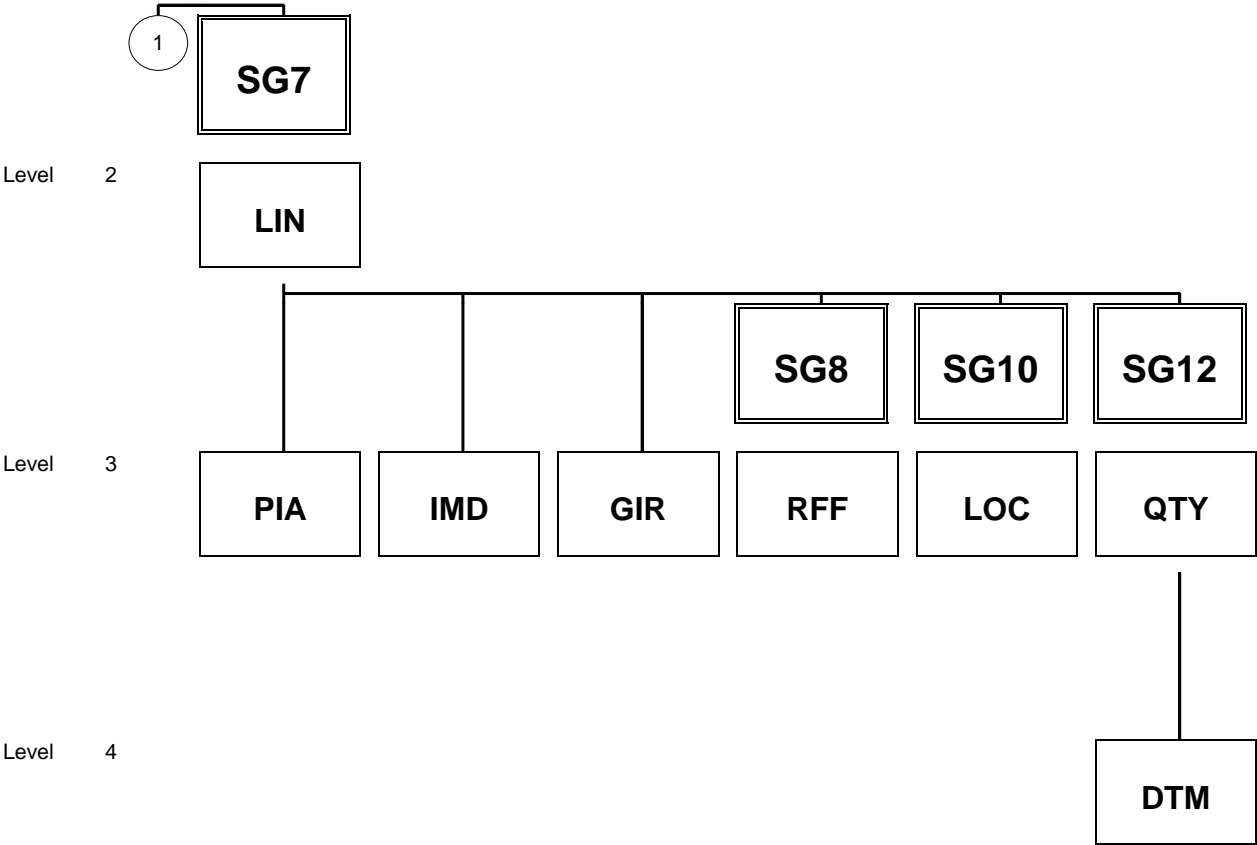 1
SG7
Level 2
LIN
SG8 SG10 SG12
Level 3
PIA IMD GIR RFF LOC QTY
Level 4
DTM